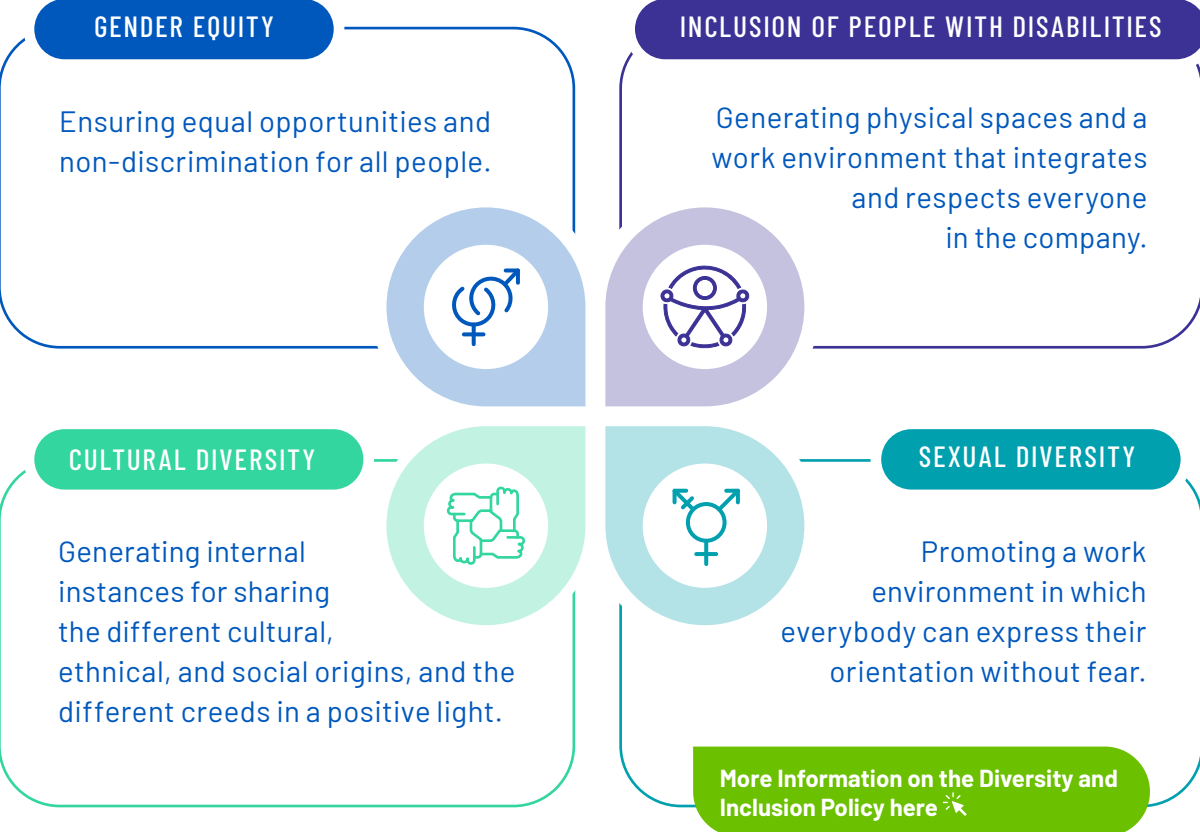 GENDER EQUITY
Ensuring equal opportunities and
non-discrimination for all people.
INCLUSION OF PEOPLE WITH DISABILITIES
Generating physical spaces and a
work environment that integrates
and respects everyone
in the company.
CULTURAL DIVERSITY
Generating internal
instances for sharing
the different cultural,
ethnical, and social origins, and the
different creeds in a positive light.
SEXUAL DIVERSITY
Promoting a work
environment in which
everybody can express their
orientation without fear.
More Information on the Diversity and
Inclusion Policy here